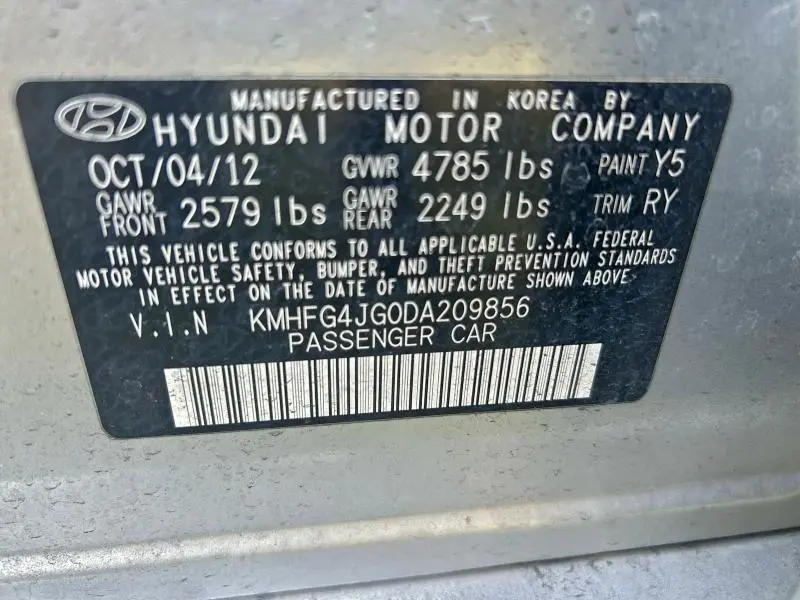 MANUFACTURED IN KOREA BY
HYUNDAI MOTOR COMPANY
OCT/04/12 GVWR 4785 lbs PAINT Y5
GAWR FRONT 2579 lbs GAWR REAR 2249 lbs TRIM RY
THIS VEHICLE CONFORMS TO ALL APPLICABLE U.S.A. FEDERAL
MOTOR VEHICLE SAFETY, BUMPER, AND THEFT PREVENTION STANDARDS
IN EFFECT ON THE DATE OF MANUFACTURE SHOWN ABOVE.
V.I.N KMHFG4JG0DA209856
PASSENGER CAR